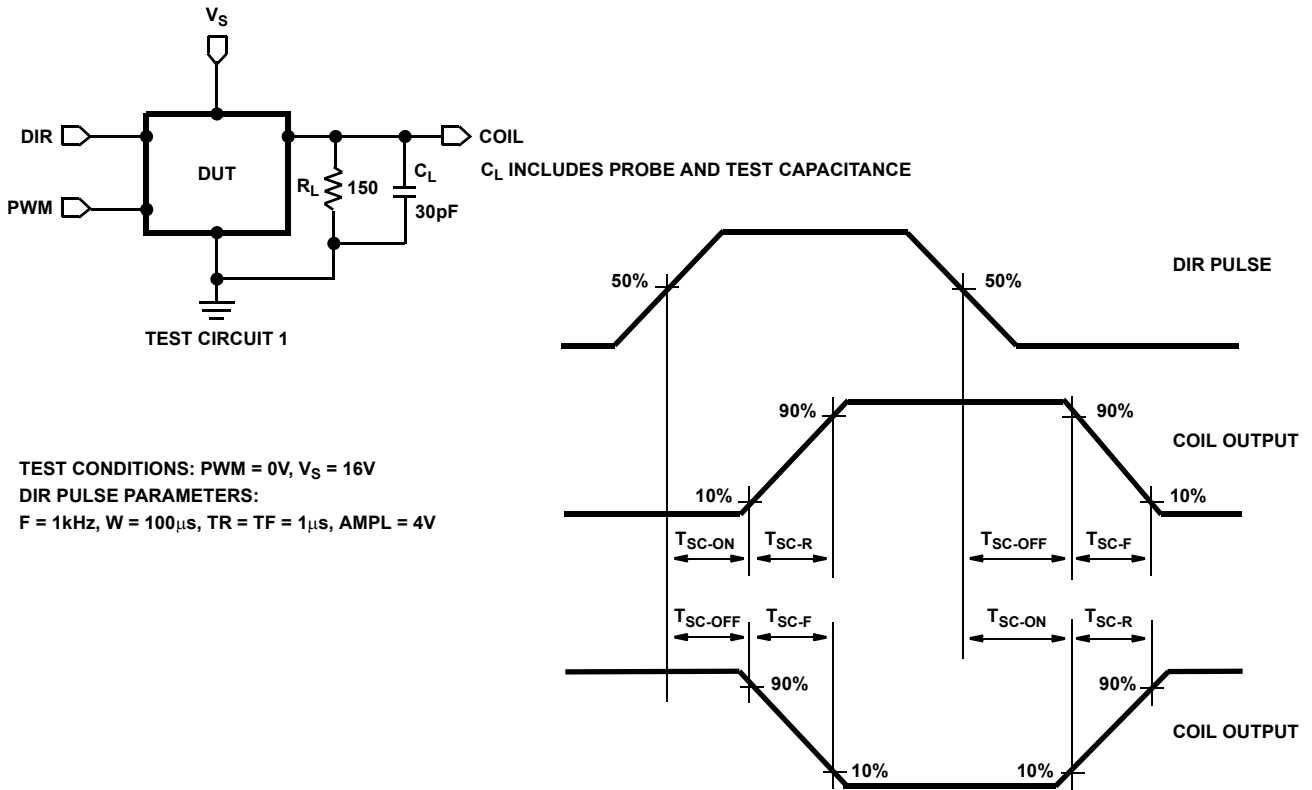 VS
DIR
DUT
COIL
PWM
RL 150
CL
30pF
CL INCLUDES PROBE AND TEST CAPACITANCE
TEST CIRCUIT 1
TEST CONDITIONS: PWM = 0V, VS = 16V
DIR PULSE PARAMETERS:
F = 1kHz, W = 100μs, TR = TF = 1μs, AMPL = 4V
50%
50%
DIR PULSE
90%
90%
COIL OUTPUT
10%
10%
TSC-ON
TSC-R
TSC-OFF
TSC-F
TSC-OFF
TSC-F
TSC-ON
TSC-R
90%
90%
COIL OUTPUT
10%
10%